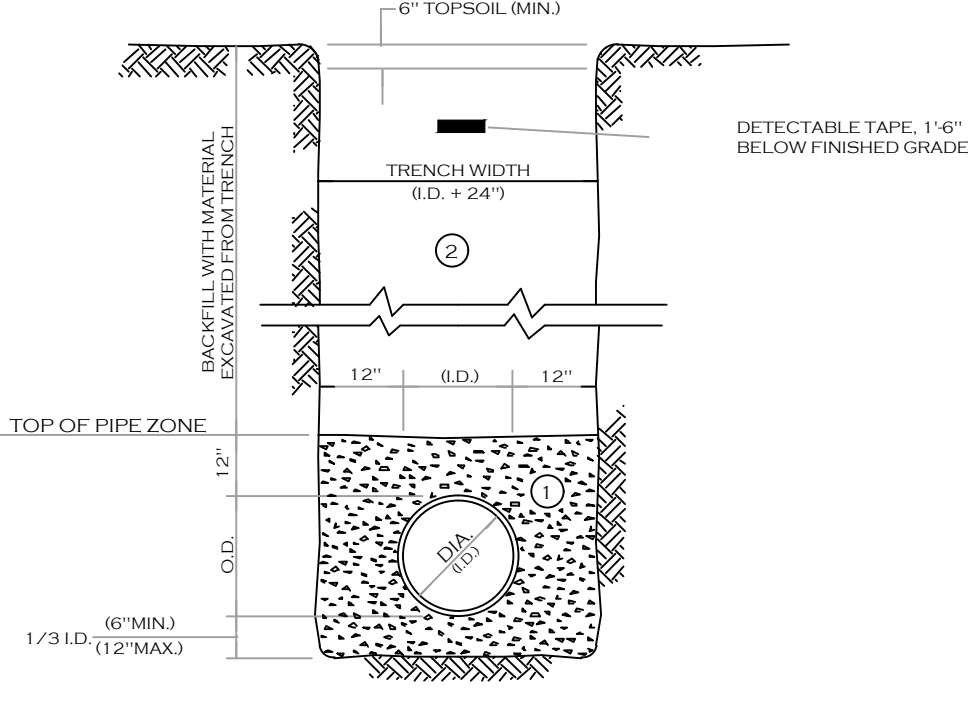 6" TOPSOIL (MIN.)
DETECTABLE TAPE, 1'-6"
BELOW FINISHED GRADE
TRENCH WIDTH
(I.D. + 24")
BACKFILL WITH MATERIAL
EXCAVATED FROM TRENCH
2
12"
(I.D.)
12"
TOP OF PIPE ZONE
12"
1
O.D.
DIA.
(I.D.)
1/3 I.D.
(6"MIN.)
(12"MAX.)